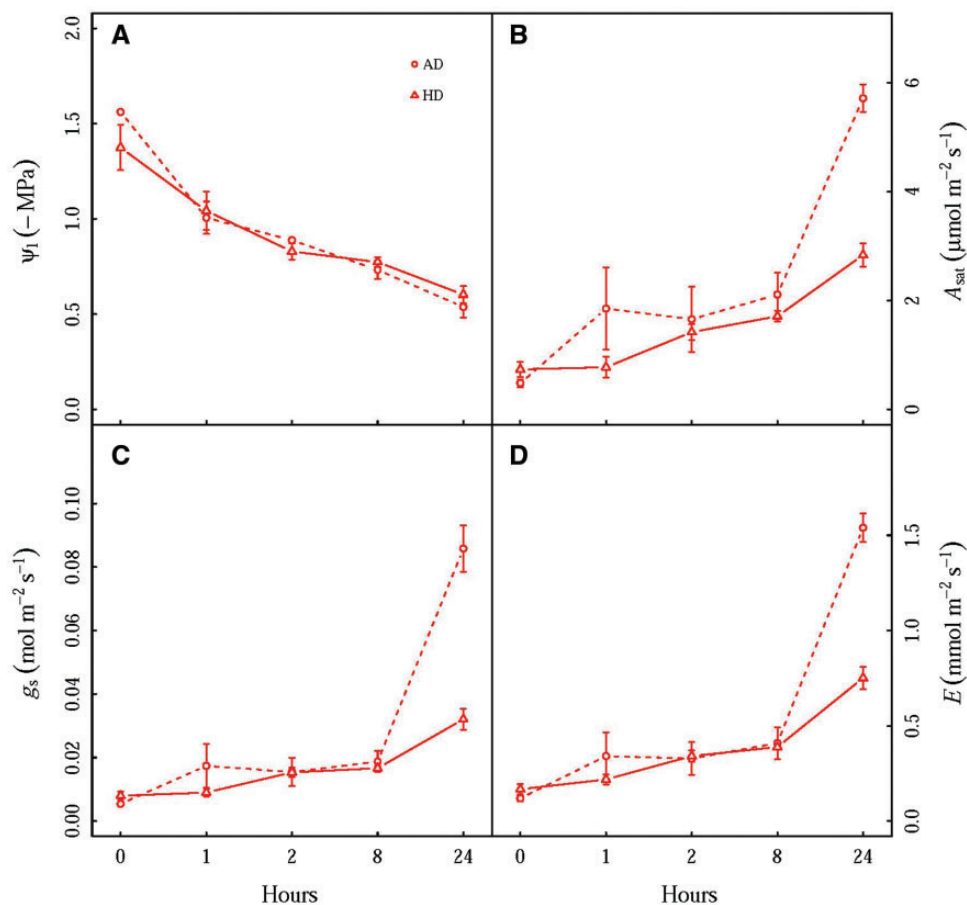 A
AD
HD
2.0
1.5
1.0
0.5
0.0
ψl (− MPa)
B
6
4
2
0
Asat (μmol m−2 s−1)
C
0.10
0.08
0.06
0.04
0.02
0.00
gs (mol m−2 s−1)
D
1.5
1.0
0.5
0.0
E (mmol m−2 s−1)
0 1 2 8 24
Hours
0 1 2 8 24
Hours